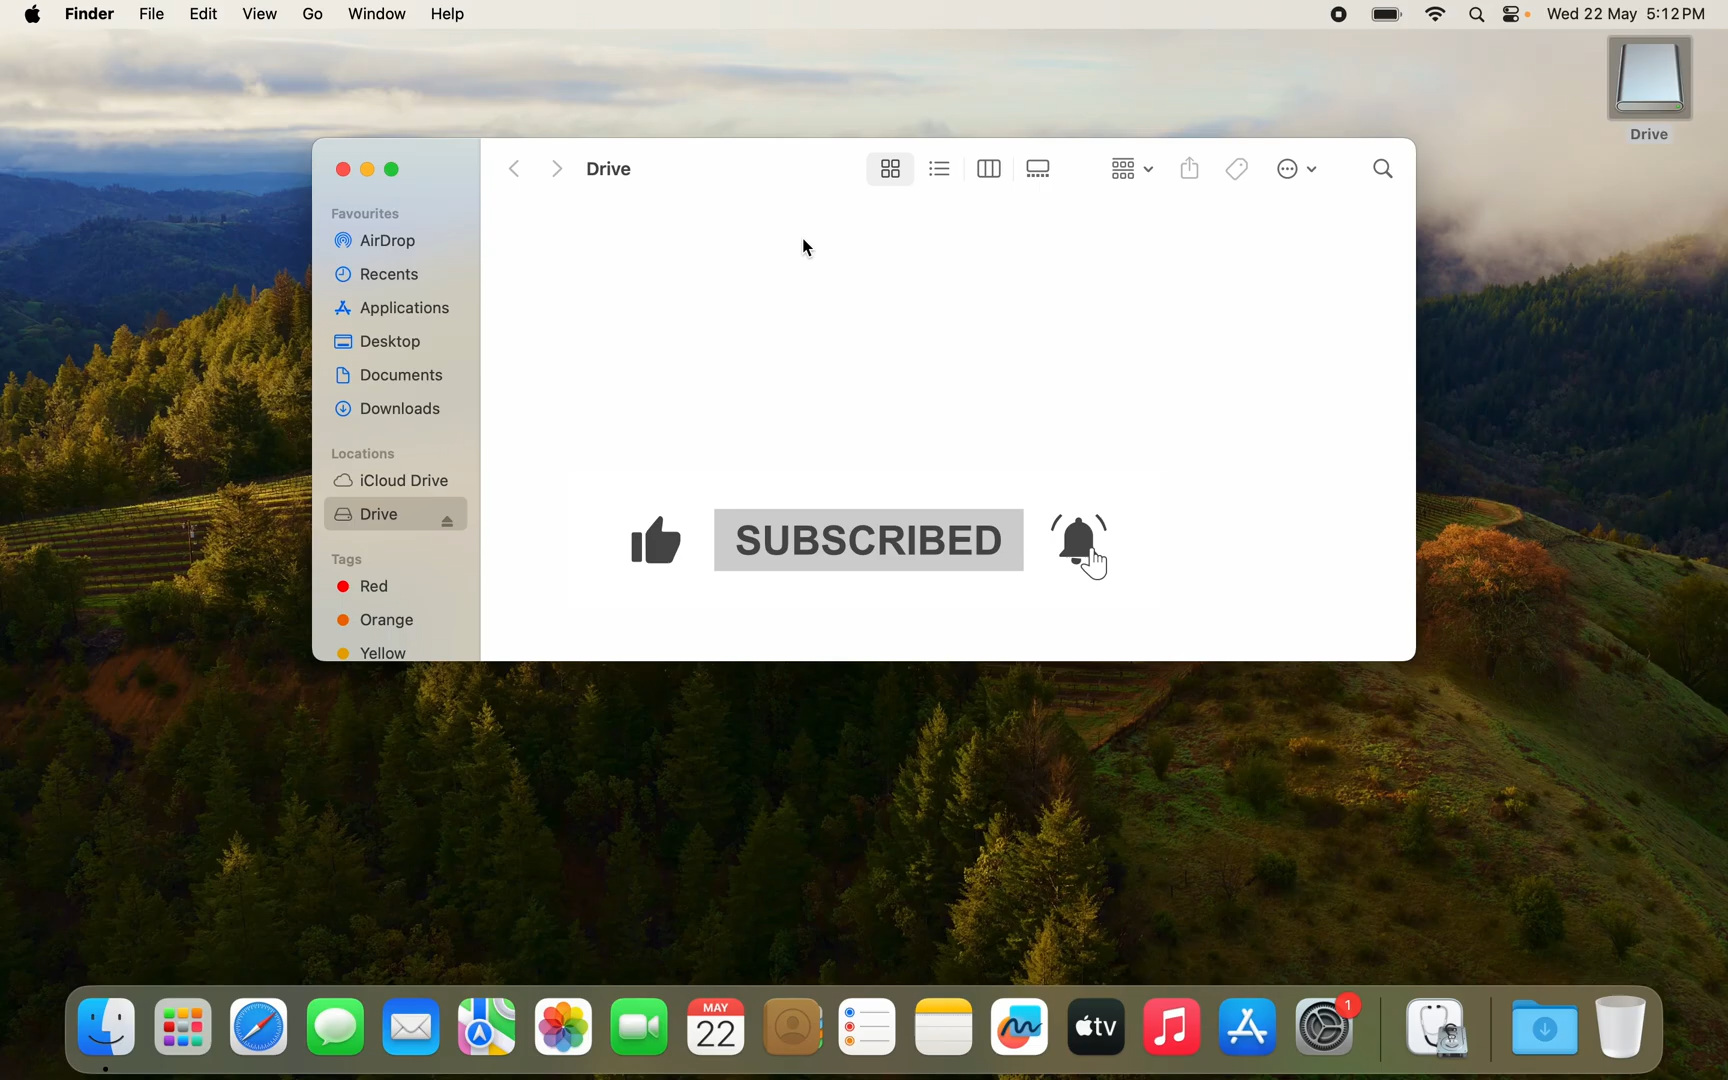 Finder File Edit View Go Window Help Wed 22 May 5:12 PM
Drive
Drive
Favourites
AirDrop
Recents
Applications
Desktop
Documents
Downloads
Locations
iCloud Drive
Drive
Tags
Red
Orange
Yellow
SUBSCRIBED
MAY
22
tv
1